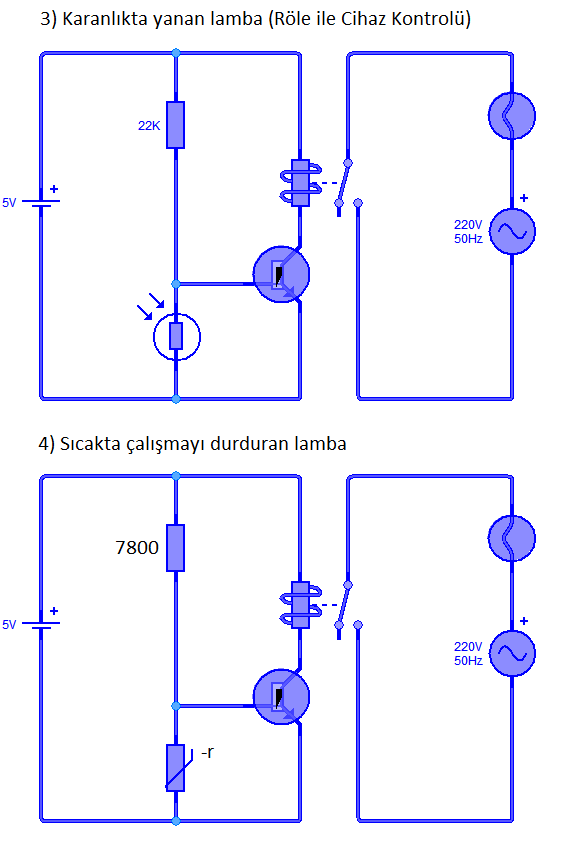 3) Karanlıkta yanan lamba (Röle ile Cihaz Kontrolü)
22K
5V
+
+
220V
50Hz
4) Sıcakta çalışmayı durduran lamba
7800
5V
+
+
220V
50Hz
-r